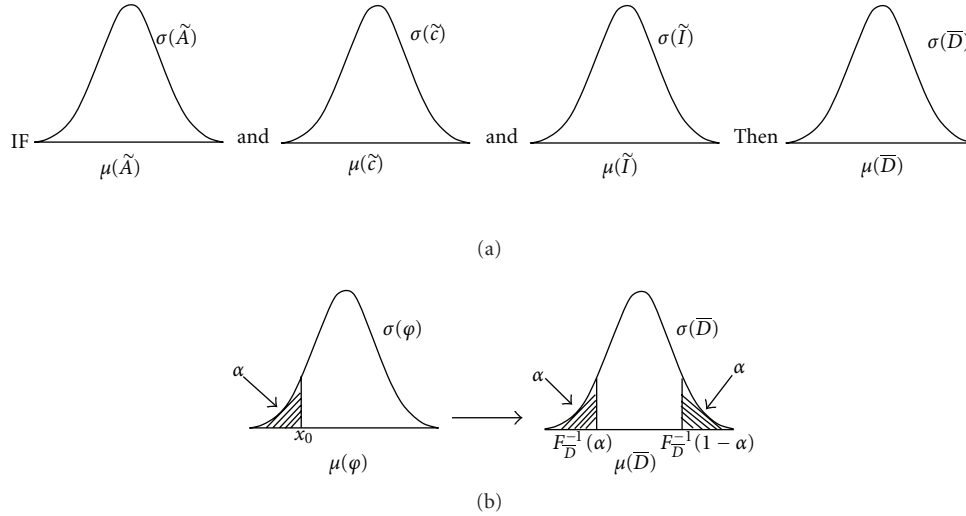 σ(Ã) σ(c̃) σ(Ĩ) σ(D̅)
IF and and Then
μ(Ã) μ(c̃) μ(Ĩ) μ(D̅)
(a)
σ(φ) σ(D̅)
α α α
x₀ F_D̅⁻¹(α) F_D̅⁻¹(1 − α)
μ(φ) μ(D̅)
(b)